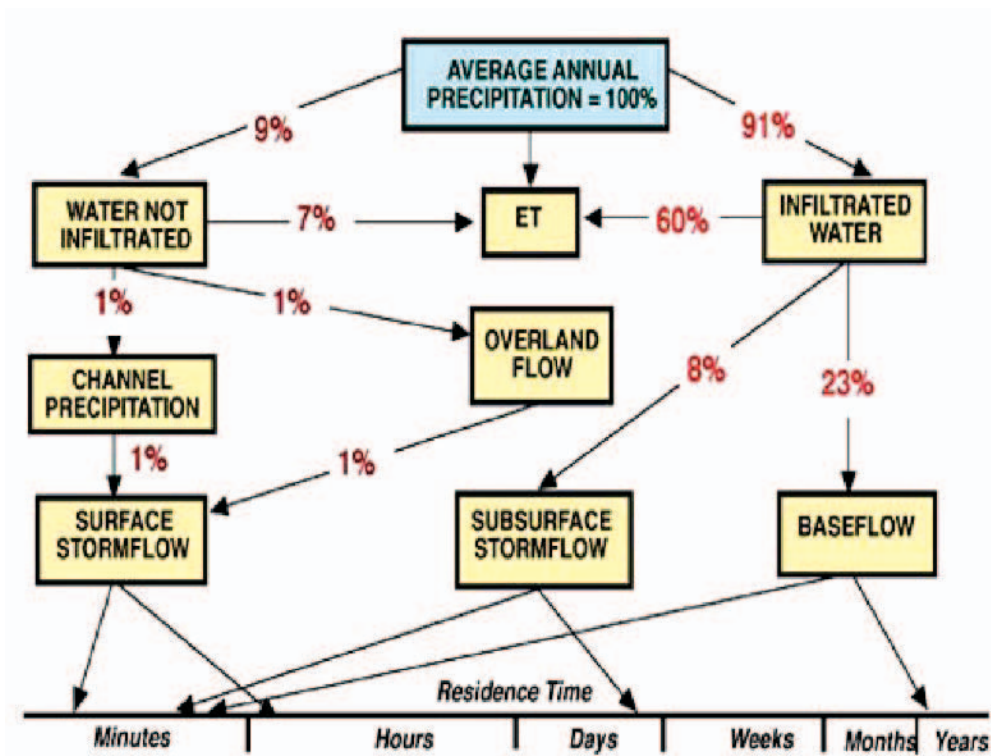 AVERAGE ANNUAL
PRECIPITATION = 100%
9%
91%
WATER NOT
INFILTRATED
7%
ET
60%
INFILTRATED
WATER
1%
1%
OVERLAND
FLOW
8%
23%
CHANNEL
PRECIPITATION
1%
1%
SURFACE
STORMFLOW
SUBSURFACE
STORMFLOW
BASEFLOW
Residence Time
Minutes
Hours
Days
Weeks
Months
Years